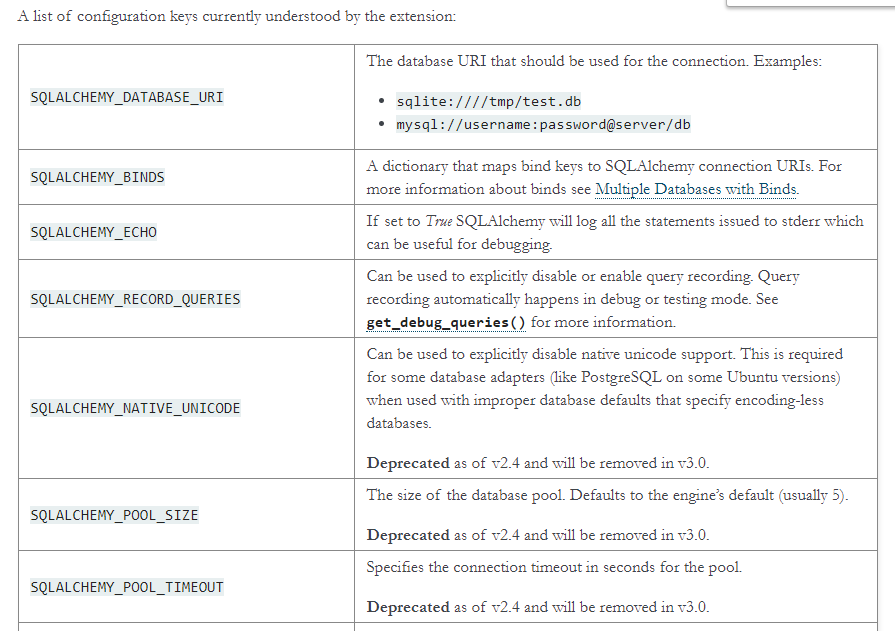 A list of configuration keys currently understood by the extension:
SQLALCHEMY_DATABASE_URI
The database URI that should be used for the connection. Examples:
• sqlite:////tmp/test.db
• mysql://username:password@server/db
SQLALCHEMY_BINDS
A dictionary that maps bind keys to SQLAlchemy connection URIs. For
more information about binds see Multiple Databases with Binds.
SQLALCHEMY_ECHO
If set to True SQLAlchemy will log all the statements issued to stderr which
can be useful for debugging.
SQLALCHEMY_RECORD_QUERIES
Can be used to explicitly disable or enable query recording. Query
recording automatically happens in debug or testing mode. See
get_debug_queries() for more information.
SQLALCHEMY_NATIVE_UNICODE
Can be used to explicitly disable native unicode support. This is required
for some database adapters (like PostgreSQL on some Ubuntu versions)
when used with improper database defaults that specify encoding-less
databases.
Deprecated as of v2.4 and will be removed in v3.0.
SQLALCHEMY_POOL_SIZE
The size of the database pool. Defaults to the engine’s default (usually 5).
Deprecated as of v2.4 and will be removed in v3.0.
SQLALCHEMY_POOL_TIMEOUT
Specifies the connection timeout in seconds for the pool.
Deprecated as of v2.4 and will be removed in v3.0.